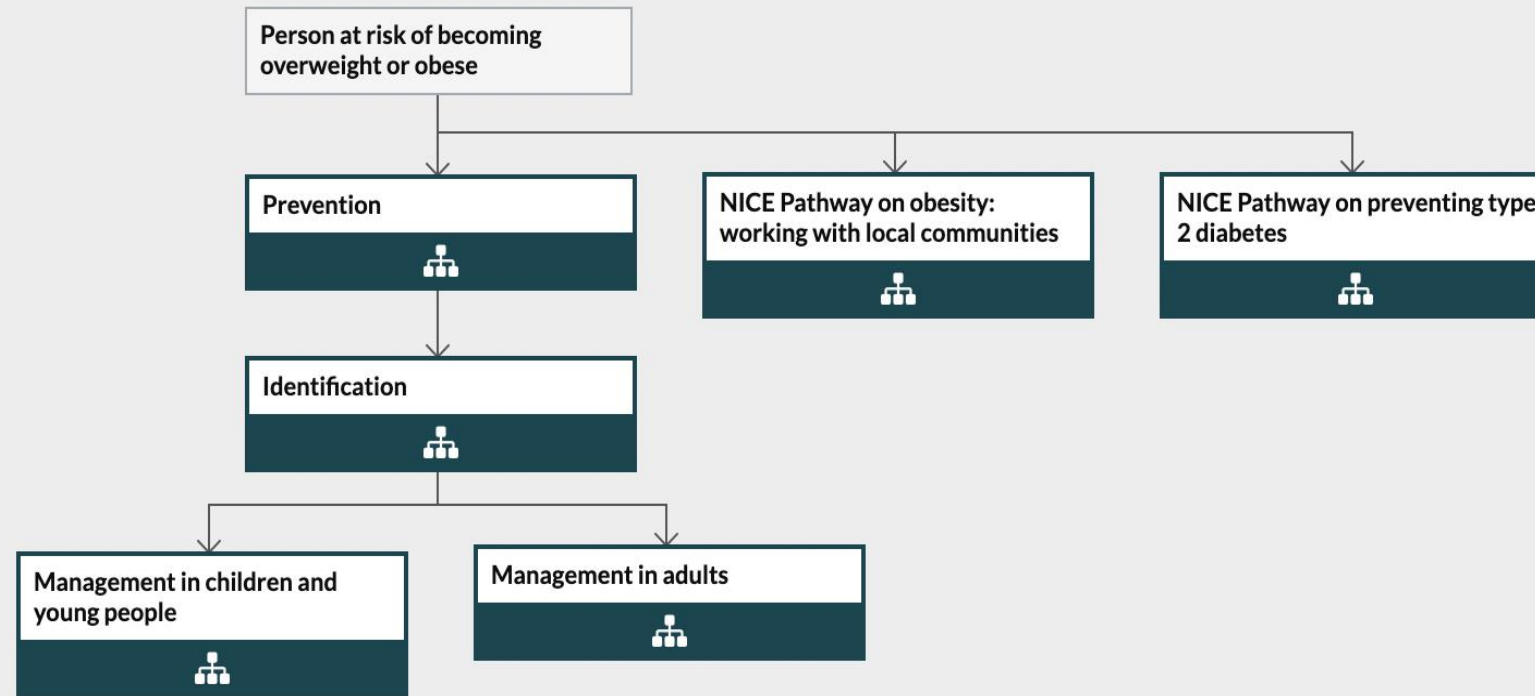 Person at risk of becoming
overweight or obese
Prevention
NICE Pathway on obesity:
working with local communities
NICE Pathway on preventing type
2 diabetes
Identification
Management in children and
young people
Management in adults